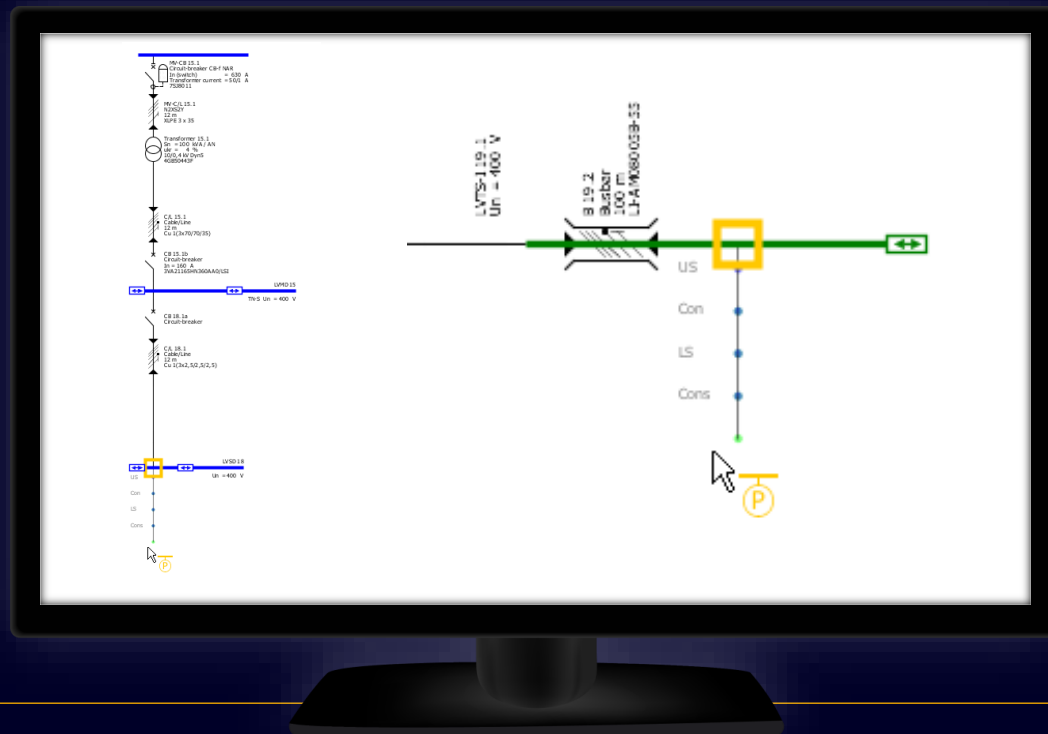 MV-CB 15.1
Circuit-breaker CB-f NAR
In (switch) = 630 A
Transformer current = 50/1 A
7SJ8011
MV-C/L 15.1
N2XS2Y
12 m
XLPE 3 x 35
Transformer 15.1
Sn = 100 kVA / AN
ukr = 4 %
10/0,4 kV Dyn5
C/L 15.1
Cable/Line
12 m
Cu 1(3x70/70/35)
CB 15.1b
Circuit-breaker
In = 160 A
LVMD 15
Tfr-S Un = 400 V
CB 18.1a
Circuit-breaker
C/L 18.1
Cable/Line
12 m
Cu 1(3x2,5/2,5/2,5)
LVSD 18
Un = 400 V
US
Con
LS
Cons
P
LVTS-119.1
Un = 400 V
B 19.2
Busbar
100 m
US
Con
LS
Cons
P